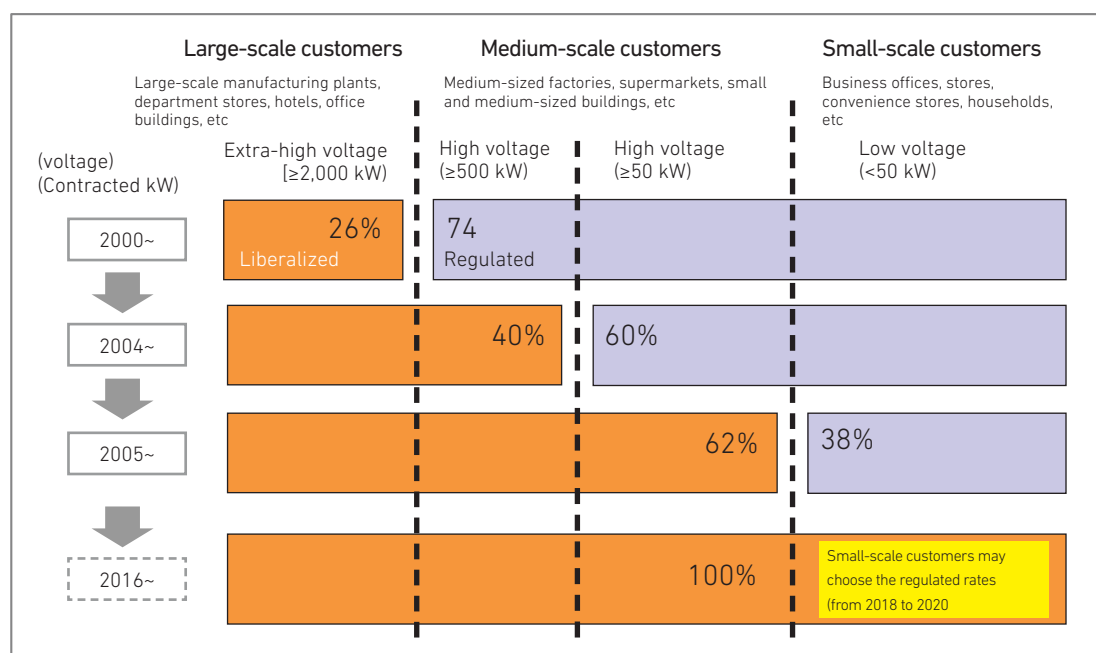 Large-scale customers
Large-scale manufacturing plants,
department stores, hotels, office
buildings, etc
Medium-scale customers
Medium-sized factories, supermarkets, small
and medium-sized buildings, etc
Small-scale customers
Business offices, stores,
convenience stores, households,
etc
(voltage)
(Contracted kW)
Extra-high voltage
[≥2,000 kW)
High voltage
(≥500 kW)
High voltage
(≥50 kW)
Low voltage
(<50 kW)
2000~
26%
Liberalized
74
Regulated
2004~
40%
60%
2005~
62%
38%
2016~
100%
Small-scale customers may
choose the regulated rates
(from 2018 to 2020